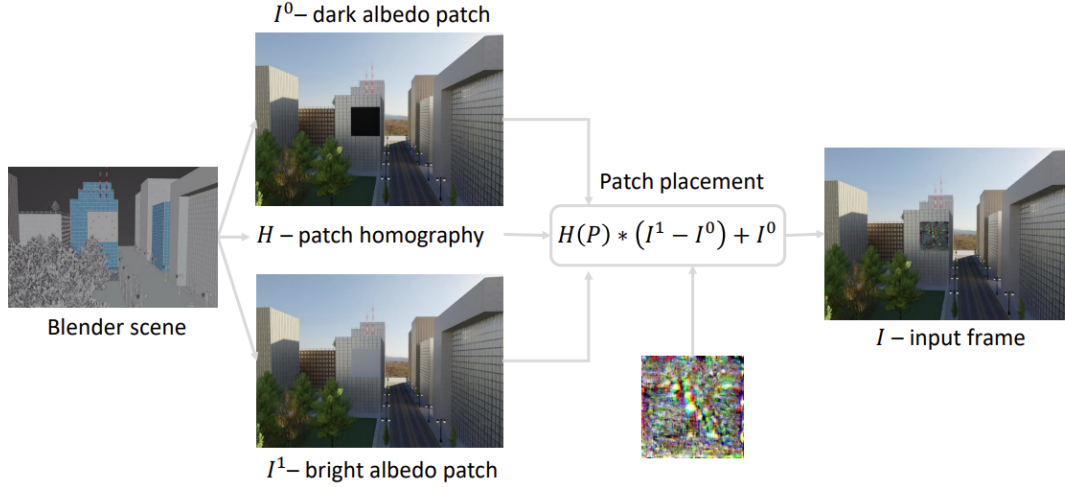 I⁰– dark albedo patch
Blender scene
H – patch homography
I¹– bright albedo patch
Patch placement
H(P) ∗ (I¹ − I⁰) + I⁰
I – input frame